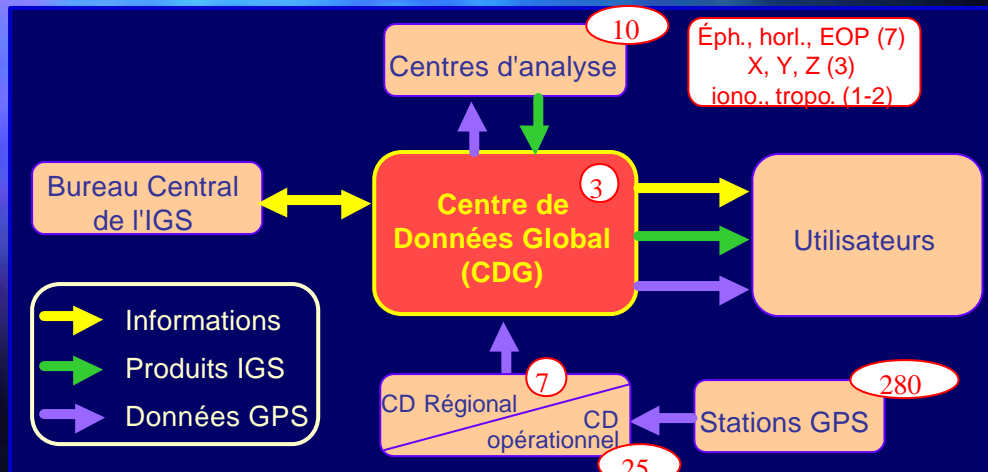 10
Centres d'analyse
Éph., horl., EOP (7)
X, Y, Z (3)
iono., tropo. (1-2)
Bureau Central
de l'IGS
3
Centre de
Données Global
(CDG)
Utilisateurs
Informations
Produits IGS
Données GPS
7
CD Régional
CD
opérationnel
25
280
Stations GPS